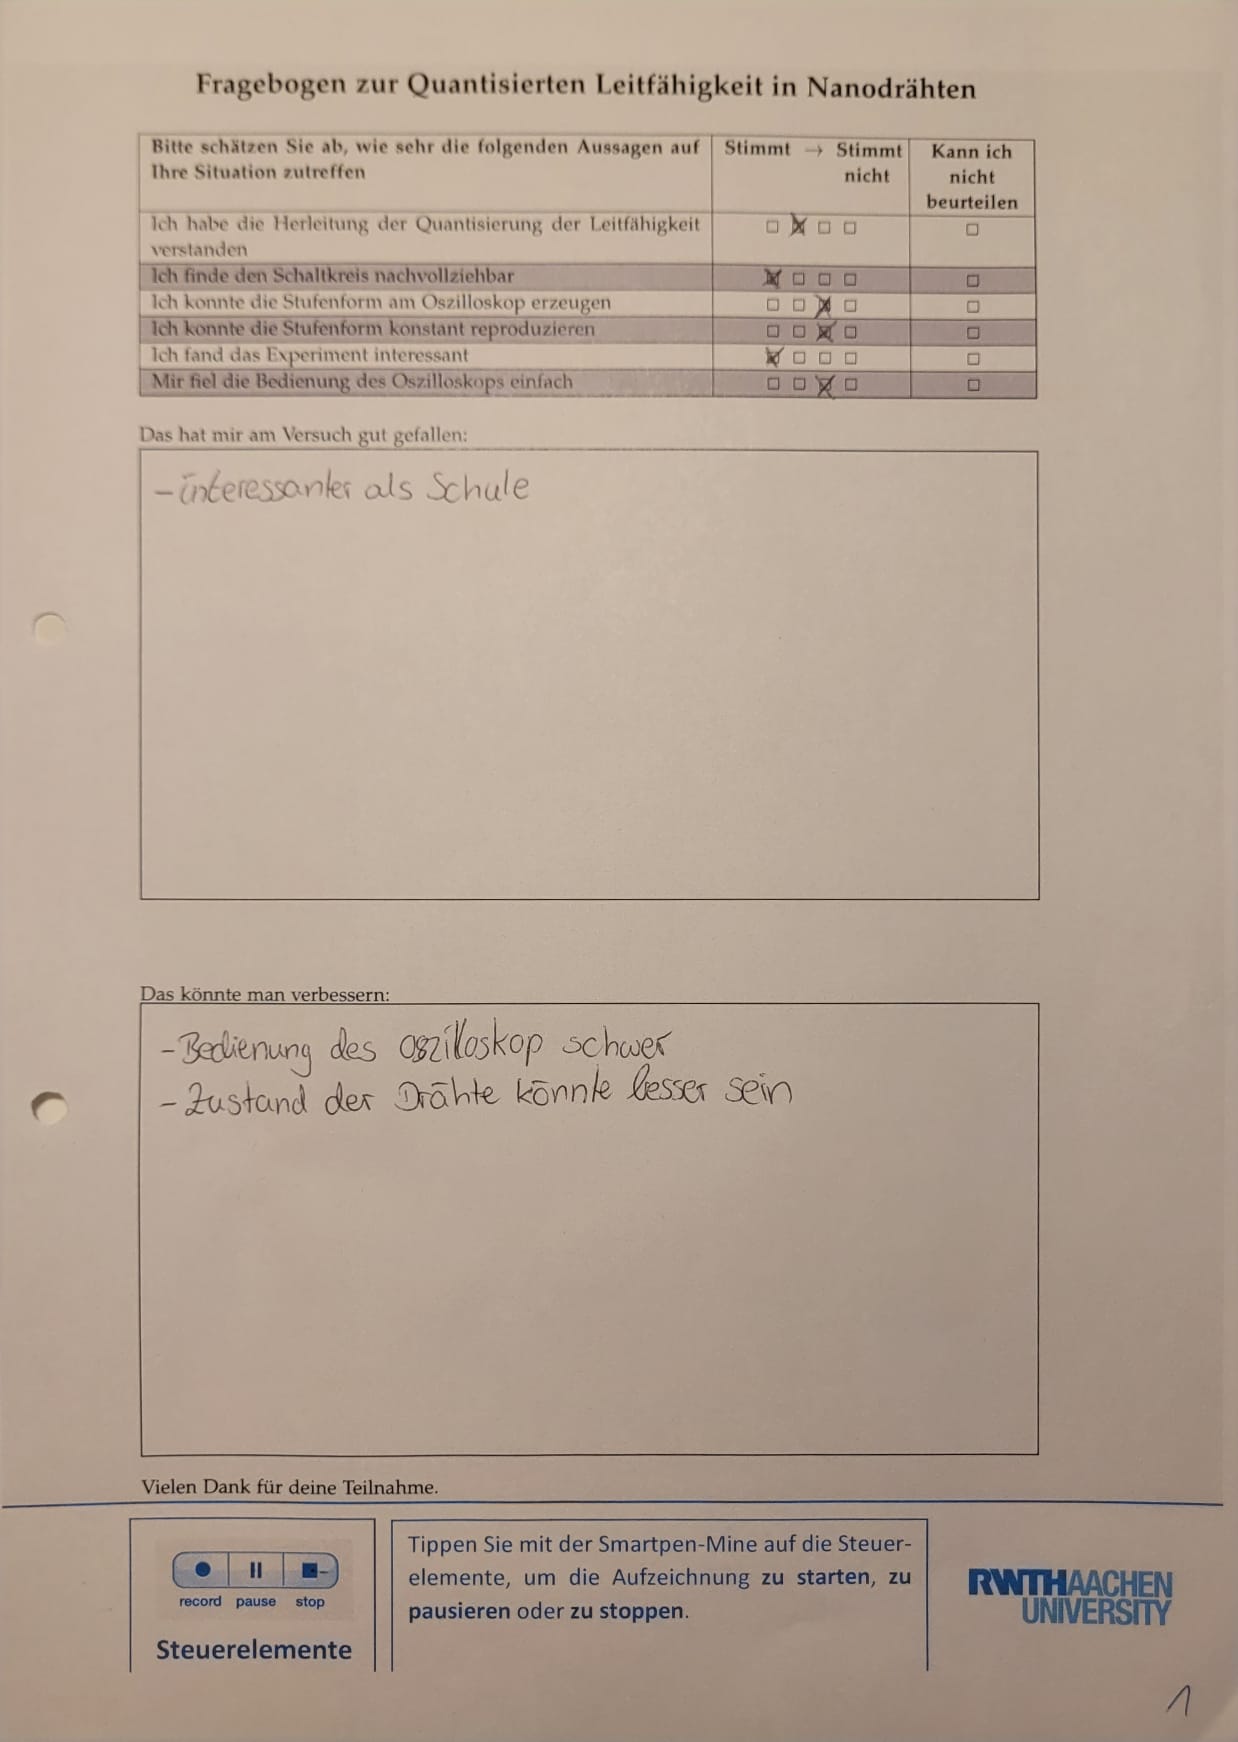 Fragebogen zur Quantisierten Leitfähigkeit in Nanodrähten
Bitte schätzen Sie ab, wie sehr die folgenden Aussagen auf
Ihre Situation zutreffen
Stimmt → Stimmt
nicht
Kann ich
nicht
beurteilen
Ich habe die Herleitung der Quantisierung der Leitfähigkeit
verstanden
Ich finde den Schaltkreis nachvollziehbar
Ich konnte die Stufenform am Oszilloskop erzeugen
Ich konnte die Stufenform konstant reproduzieren
Ich fand das Experiment interessant
Mir fiel die Bedienung des Oszilloskops einfach
Das hat mir am Versuch gut gefallen:
- interessanter als Schule
Das könnte man verbessern:
- Bedienung des Oszilloskop schwer
- Zustand der Drähte könnte besser sein
Vielen Dank für deine Teilnahme.
record pause stop
Steuerelemente
Tippen Sie mit der Smartpen-Mine auf die Steuer-
elemente, um die Aufzeichnung zu starten, zu
pausieren oder zu stoppen.
RWTHAACHEN
UNIVERSITY
1